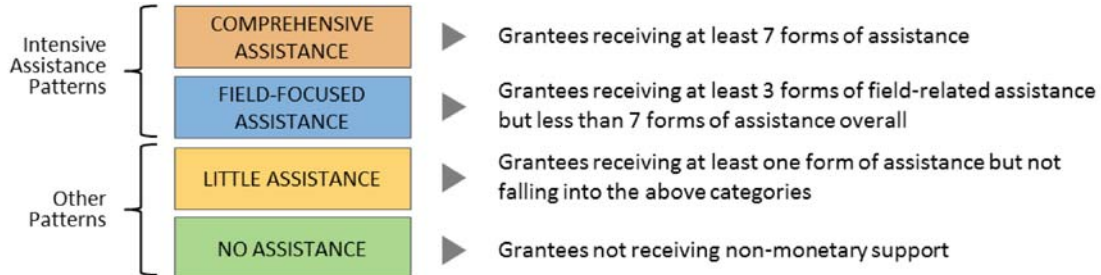 Intensive
Assistance
Patterns
COMPREHENSIVE
ASSISTANCE
Grantees receiving at least 7 forms of assistance
FIELD-FOCUSED
ASSISTANCE
Grantees receiving at least 3 forms of field-related assistance
but less than 7 forms of assistance overall
Other
Patterns
LITTLE ASSISTANCE
Grantees receiving at least one form of assistance but not
falling into the above categories
NO ASSISTANCE
Grantees not receiving non-monetary support